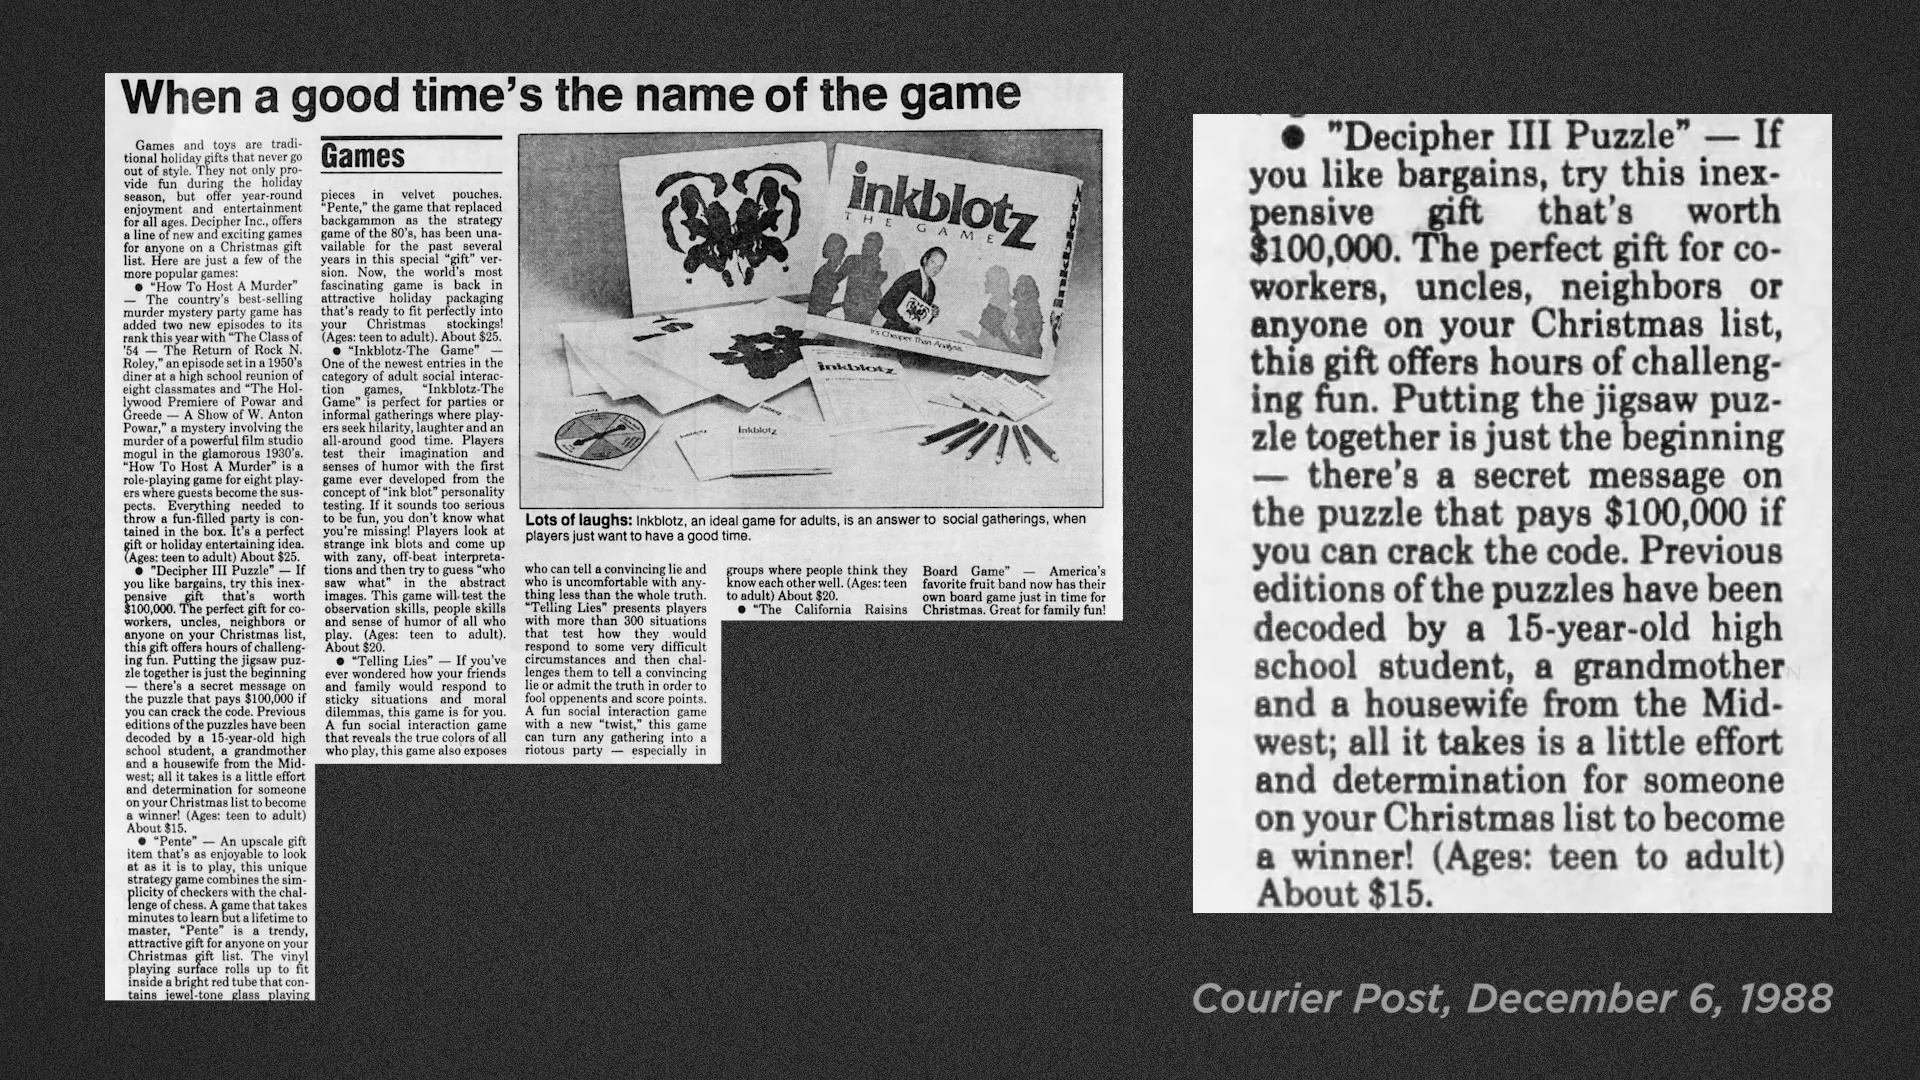 When a good time's the name of the game
Games and toys are tradi-
tional holiday gifts that never go
out of style. They not only pro-
vide fun during the holiday
season, but offer year-round
enjoyment and entertainment
for all ages. Decipher Inc., offers
a line of new and exciting games
for anyone on a Christmas gift
list. Here are just a few of the
more popular games:
● "How To Host A Murder"
— The country's best-selling
murder mystery party game has
added two new episodes to its
rank this year with "The Class of
'54 — The Return of Rock N.
Roley," an episode set in a 1950's
diner at a high school reunion of
eight classmates and "The Hol-
lywood Premiere of Powar and
Greede — A Show of W. Anton
Powar," a mystery involving the
murder of a powerful film studio
mogul in the glamorous 1930's.
"How To Host A Murder" is a
role-playing game for eight play-
ers where guests become the sus-
pects. Everything needed to
throw a fun-filled party is con-
tained in the box. It's a perfect
gift or holiday entertaining idea.
(Ages: teen to adult) About $25.
● "Decipher III Puzzle" — If
you like bargains, try this inex-
pensive gift that's worth
$100,000. The perfect gift for co-
workers, uncles, neighbors or
anyone on your Christmas list,
this gift offers hours of challeng-
ing fun. Putting the jigsaw puz-
zle together is just the beginning
— there's a secret message on
the puzzle that pays $100,000 if
you can crack the code. Previous
editions of the puzzles have been
decoded by a 15-year-old high
school student, a grandmother
and a housewife from the Mid-
west; all it takes is a little effort
and determination for someone
on your Christmas list to become
a winner! (Ages: teen to adult)
About $15.
● "Pente" — An upscale gift
item that's as enjoyable to look
at as it is to play, this unique
strategy game combines the sim-
plicity of checkers with the chal-
lenge of chess. A game that takes
minutes to learn but a lifetime to
master, "Pente" is a trendy,
attractive gift for anyone on your
Christmas gift list. The vinyl
playing surface rolls up to fit
inside a bright red tube that con-
tains jewel-tone glass playing
Games
pieces in velvet pouches.
"Pente," the game that replaced
backgammon as the strategy
game of the 80's, has been una-
vailable for the past several
years in this special "gift" ver-
sion. Now, the world's most
fascinating game is back in
attractive holiday packaging
that's ready to fit perfectly into
your Christmas stockings!
(Ages: teen to adult). About $25.
● "Inkblotz-The Game" —
One of the newest entries in the
category of adult social interac-
tion games, "Inkblotz-The
Game" is perfect for parties or
informal gatherings where play-
ers seek hilarity, laughter and an
all-around good time. Players
test their imagination and
senses of humor with the first
game ever developed from the
concept of "ink blot" personality
testing. If it sounds too serious
to be fun, you don't know what
you're missing! Players look at
strange ink blots and come up
with zany, off-beat interpreta-
tions and then try to guess "who
saw what" in the abstract
images. This game will test the
observation skills, people skills
and sense of humor of all who
play. (Ages: teen to adult).
About $20.
● "Telling Lies" — If you've
ever wondered how your friends
and family would respond to
sticky situations and moral
dilemmas, this game is for you.
A fun social interaction game
that reveals the true colors of all
who play, this game also exposes
inkblotz
THE GAME
It's Cheaper Than Analysis.
inkblotz
Inkblotz
Lots of laughs: Inkblotz, an ideal game for adults, is an answer to social gatherings, when
players just want to have a good time.
who can tell a convincing lie and
who is uncomfortable with any-
thing less than the whole truth.
"Telling Lies" presents players
with more than 300 situations
that test how they would
respond to some very difficult
circumstances and then chal-
lenges them to tell a convincing
lie or admit the truth in order to
fool oppenents and score points.
A fun social interaction game
with a new "twist," this game
can turn any gathering into a
riotous party — especially in
groups where people think they
know each other well. (Ages: teen
to adult) About $20.
● "The California Raisins
Board Game" — America's
favorite fruit band now has their
own board game just in time for
Christmas. Great for family fun!
● "Decipher III Puzzle" — If
you like bargains, try this inex-
pensive gift that's worth
$100,000. The perfect gift for co-
workers, uncles, neighbors or
anyone on your Christmas list,
this gift offers hours of challeng-
ing fun. Putting the jigsaw puz-
zle together is just the beginning
— there's a secret message on
the puzzle that pays $100,000 if
you can crack the code. Previous
editions of the puzzles have been
decoded by a 15-year-old high
school student, a grandmother
and a housewife from the Mid-
west; all it takes is a little effort
and determination for someone
on your Christmas list to become
a winner! (Ages: teen to adult)
About $15.
Courier Post, December 6, 1988